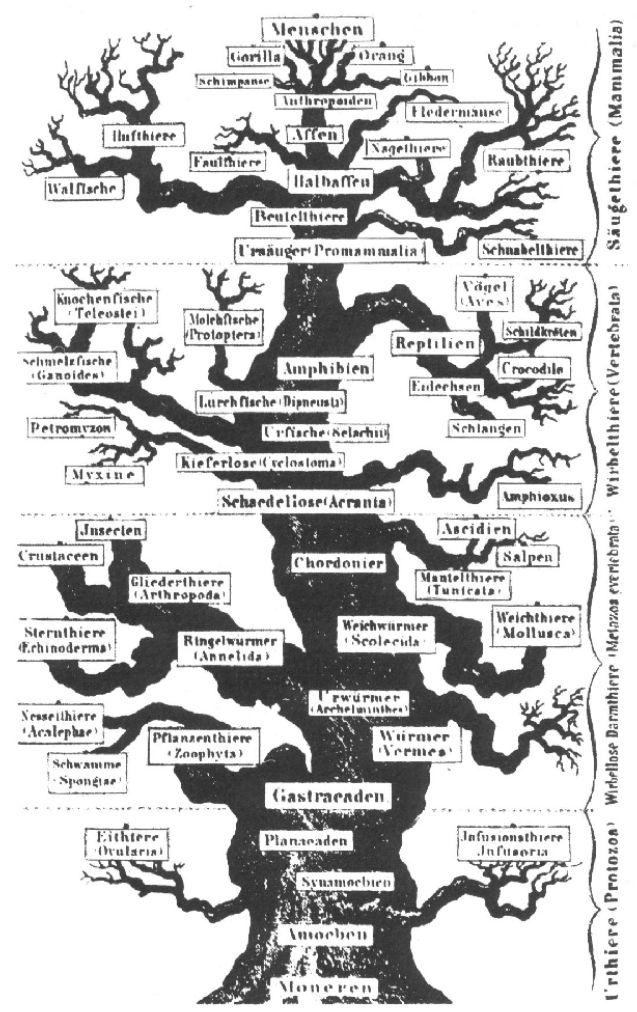 Menschen
Gorilla
Orang
Schimpanse
Gibbon
Anthropoiden
Fledermäuse
Hufthiere
Affen
Nagethiere
Faulthiere
Raubthiere
Walfische
Halbaffen
Beutelthiere
Ursäuger (Promammalia)
Schnabelthiere
Säugethiere (Mammalia)
Knochenfische
(Teleostei)
Molchfische
(Protoptera)
Vögel
(Aves)
Schildkröten
Reptilien
Schmelzfische
(Ganoides)
Amphibien
Crocodile
Eidechsen
Lurchfische (Dipneusti)
Petromyzon
Urfische (Selachii)
Schlangen
Kieferlose (Cyclostoma)
Myxine
Schaedellose (Acrania)
Amphioxus
Wirbelthiere (Vertebrata)
Jnsecten
Ascidien
Crustaceen
Salpen
Chordonier
Gliederthiere
(Arthropoda)
Mantelthiere
(Tunicata)
Sternthiere
(Echinoderma)
Ringelwürmer
(Annelida)
Weichwürmer
(Scolecida)
Weichthiere
(Mollusca)
Urwürmer
(Archelminthes)
Nesselthiere
(Acalephae)
Pflanzenthiere
(Zoophyta)
Würmer
(Vermes)
Schwämme
(Spongiae)
Gastraeaden
Wirbellose Darmthiere (Metazoa evertebrata)
Eithiere
(Ovularia)
Planaeaden
Jnfusionsthiere
Jnfusoria
Synamoebien
Amoeben
Moneren
Urthiere (Protozoa)